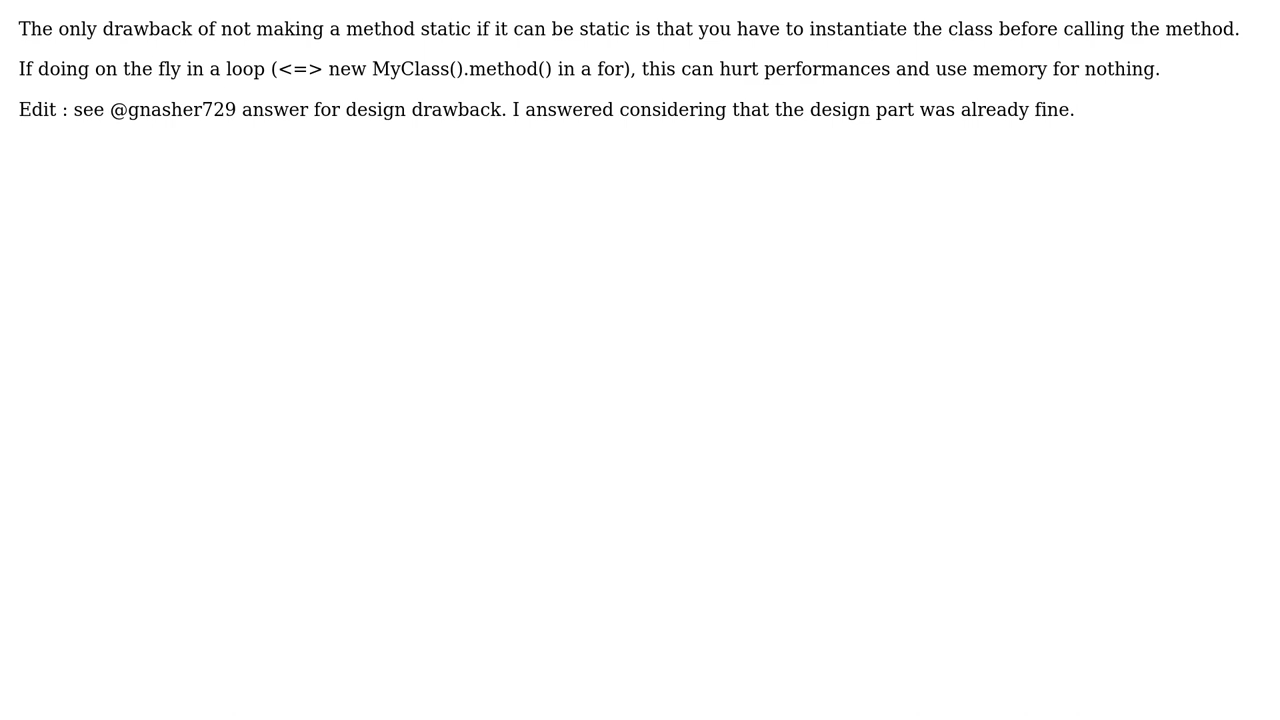 The only drawback of not making a method static if it can be static is that you have to instantiate the class before calling the method.
If doing on the fly in a loop (<=> new MyClass().method() in a for), this can hurt performances and use memory for nothing.
Edit : see @gnasher729 answer for design drawback. I answered considering that the design part was already fine.